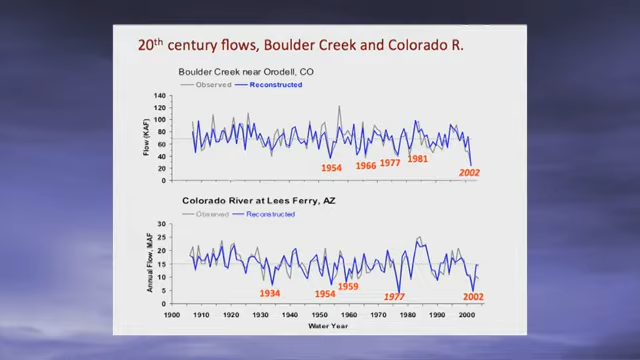 20th century flows, Boulder Creek and Colorado R.
Boulder Creek near Orodell, CO
Observed Reconstructed
Flow (KAF)
140
120
100
80
60
40
20
0
1954 1966 1977 1981 2002
Colorado River at Lees Ferry, AZ
Observed Reconstructed
Annual Flow, MAF
30
25
20
15
10
5
0
1934 1954 1959 1977 2002
1900 1910 1920 1930 1940 1950 1960 1970 1980 1990 2000
Water Year